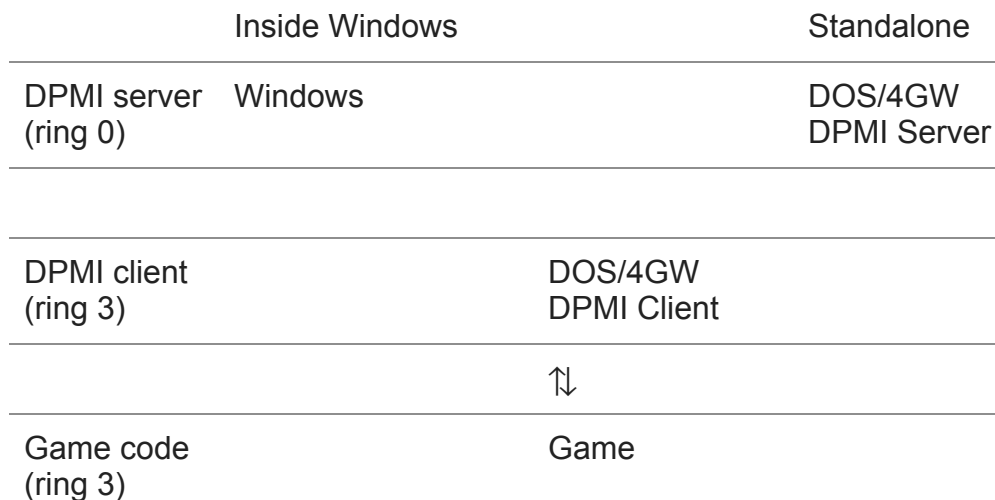 Inside Windows Standalone
DPMI server Windows DOS/4GW
(ring 0) DPMI Server
DPMI client DOS/4GW
(ring 3) DPMI Client
⇅
Game code Game
(ring 3)